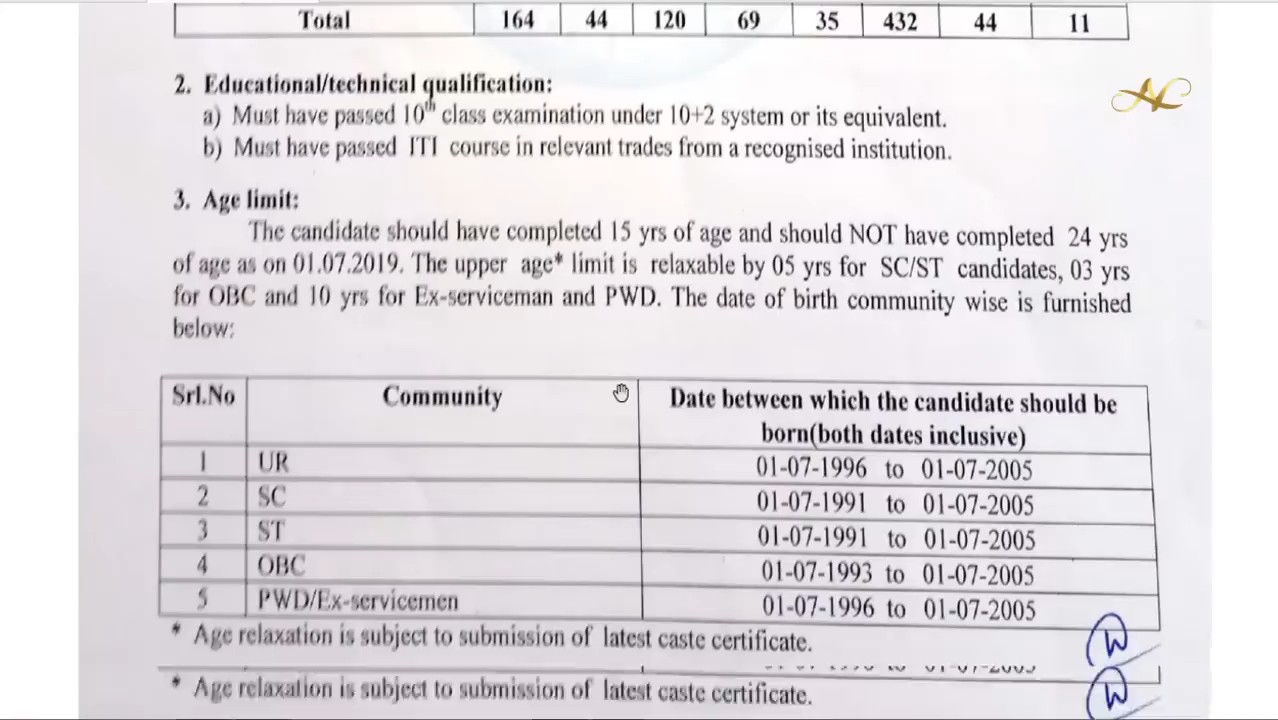 Total 164 44 120 69 35 432 44 11
2. Educational/technical qualification:
a) Must have passed 10th class examination under 10+2 system or its equivalent.
b) Must have passed ITI course in relevant trades from a recognised institution.
3. Age limit:
The candidate should have completed 15 yrs of age and should NOT have completed 24 yrs
of age as on 01.07.2019. The upper age* limit is relaxable by 05 yrs for SC/ST candidates, 03 yrs
for OBC and 10 yrs for Ex-serviceman and PWD. The date of birth community wise is furnished
below:
Srl.No Community Date between which the candidate should be
born(both dates inclusive)
1 UR 01-07-1996 to 01-07-2005
2 SC 01-07-1991 to 01-07-2005
3 ST 01-07-1991 to 01-07-2005
4 OBC 01-07-1993 to 01-07-2005
5 PWD/Ex-servicemen 01-07-1996 to 01-07-2005
* Age relaxation is subject to submission of latest caste certificate.
* Age relaxation is subject to submission of latest caste certificate.